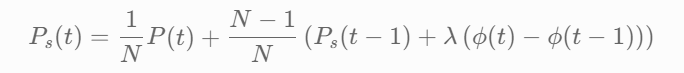 $P_s(t) = \frac{1}{N}P(t) + \frac{N-1}{N}\left(P_s(t-1) + \lambda\left(\phi(t) - \phi(t-1)\right)\right)$